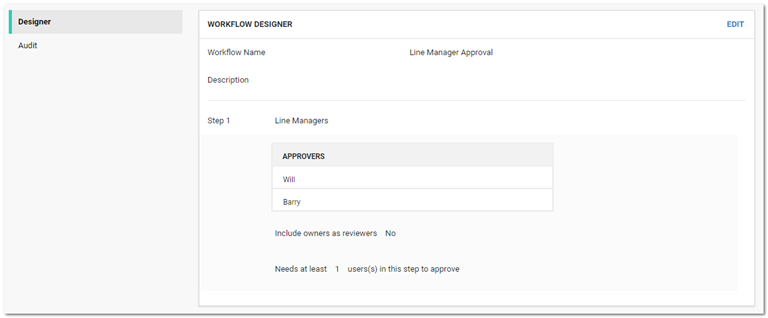 Designer
Audit
WORKFLOW DESIGNER EDIT
Workflow Name Line Manager Approval
Description
Step 1 Line Managers
APPROVERS
Will
Barry
Include owners as reviewers No
Needs at least 1 users(s) in this step to approve